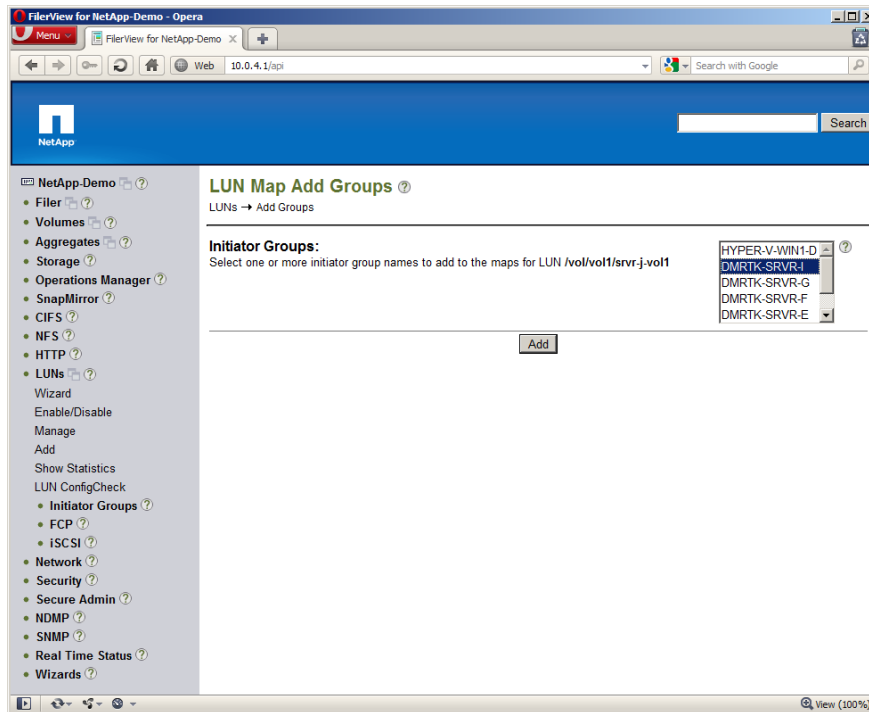 FilerView for NetApp-Demo - Opera
Menu
FilerView for NetApp-Demo
Web 10.0.4.1/api
Search with Google
NetApp
Search
NetApp-Demo
Filer
Volumes
Aggregates
Storage
Operations Manager
SnapMirror
CIFS
NFS
HTTP
LUNs
Wizard
Enable/Disable
Manage
Add
Show Statistics
LUN ConfigCheck
Initiator Groups
FCP
iSCSI
Network
Security
Secure Admin
NDMP
SNMP
Real Time Status
Wizards
LUN Map Add Groups
LUNs → Add Groups
Initiator Groups:
Select one or more initiator group names to add to the maps for LUN /vol/vol1/srvr-j-vol1
HYPER-V-WIN1-D
DMRTK-SRVR-I
DMRTK-SRVR-G
DMRTK-SRVR-F
DMRTK-SRVR-E
Add
View (100%)